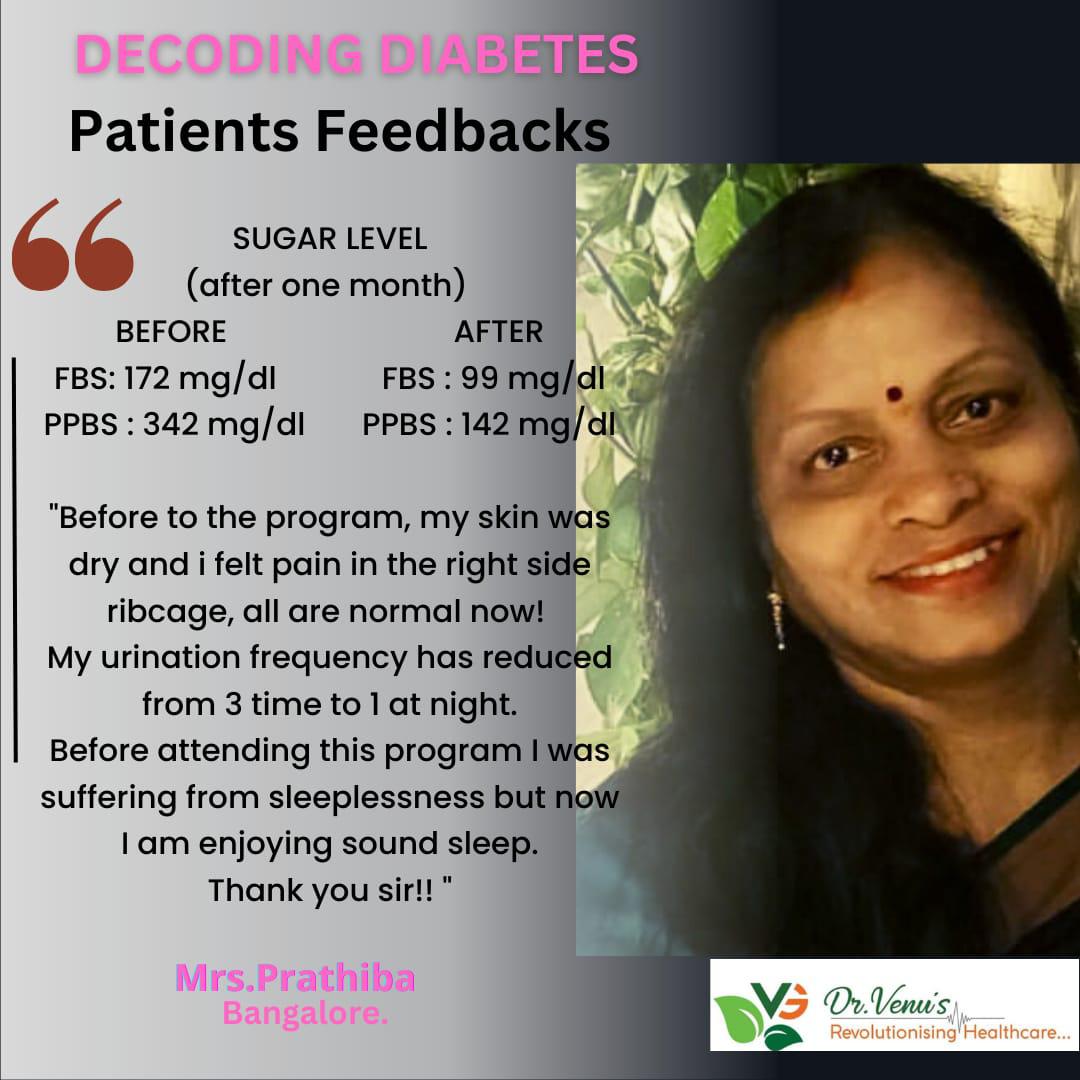 DECODING DIABETES
Patients Feedbacks
SUGAR LEVEL
(after one month)
BEFORE AFTER
FBS: 172 mg/dl FBS : 99 mg/dl
PPBS : 342 mg/dl PPBS : 142 mg/dl
"Before to the program, my skin was
dry and i felt pain in the right side
ribcage, all are normal now!
My urination frequency has reduced
from 3 time to 1 at night.
Before attending this program I was
suffering from sleeplessness but now
I am enjoying sound sleep.
Thank you sir!! "
Mrs.Prathiba
Bangalore.
VG
Dr.Venu's
Revolutionising Healthcare...